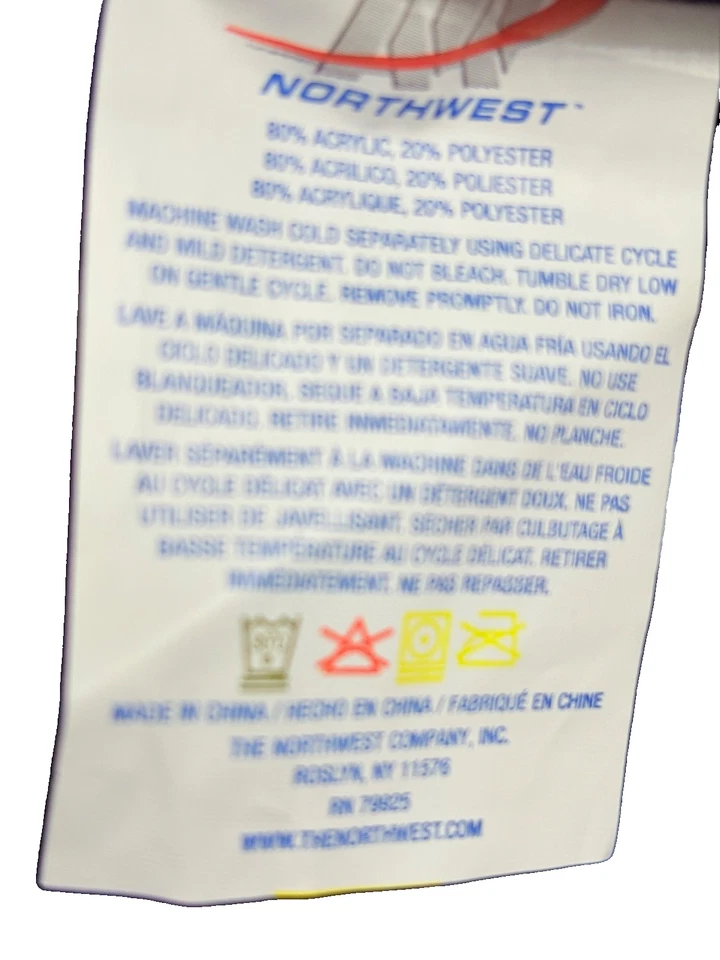 NORTHWEST™
80% ACRYLIC, 20% POLYESTER
80% ACRILICO, 20% POLIESTER
80% ACRYLIQUE, 20% POLYESTER
MACHINE WASH COLD SEPARATELY USING DELICATE CYCLE
AND MILD DETERGENT. DO NOT BLEACH. TUMBLE DRY LOW
ON GENTLE CYCLE. REMOVE PROMPTLY. DO NOT IRON.
LAVE A MÁQUINA POR SEPARADO EN AGUA FRÍA USANDO EL
CICLO DELICADO Y UN DETERGENTE SUAVE. NO USE
BLANQUEADOR. SEQUE A BAJA TEMPERATURA EN CICLO
DELICADO. RETIRE INMEDIATAMENTE. NO PLANCHE.
LAVER SÉPARÉMENT À LA MACHINE DANS DE L'EAU FROIDE
AU CYCLE DÉLICAT AVEC UN DÉTERGENT DOUX. NE PAS
UTILISER DE JAVELLISANT. SÉCHER PAR CULBUTAGE À
BASSE TEMPÉRATURE AU CYCLE DÉLICAT. RETIRER
IMMÉDIATEMENT. NE PAS REPASSER.
MADE IN CHINA / HECHO EN CHINA / FABRIQUÉ EN CHINE
THE NORTHWEST COMPANY, INC.
ROSLYN, NY 11576
RN 79825
WWW.THENORTHWEST.COM